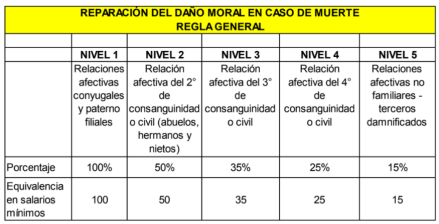 REPARACIÓN DEL DAÑO MORAL EN CASO DE MUERTE
REGLA GENERAL
NIVEL 1 NIVEL 2 NIVEL 3 NIVEL 4 NIVEL 5
Relaciones afectivas conyugales y paterno filiales
Relación afectiva del 2° de consanguinidad o civil (abuelos, hermanos y nietos)
Relación afectiva del 3° de consanguinidad o civil
Relación afectiva del 4° de consanguinidad o civil
Relaciones afectivas no familiares - terceros damnificados
Porcentaje 100% 50% 35% 25% 15%
Equivalencia en salarios mínimos 100 50 35 25 15